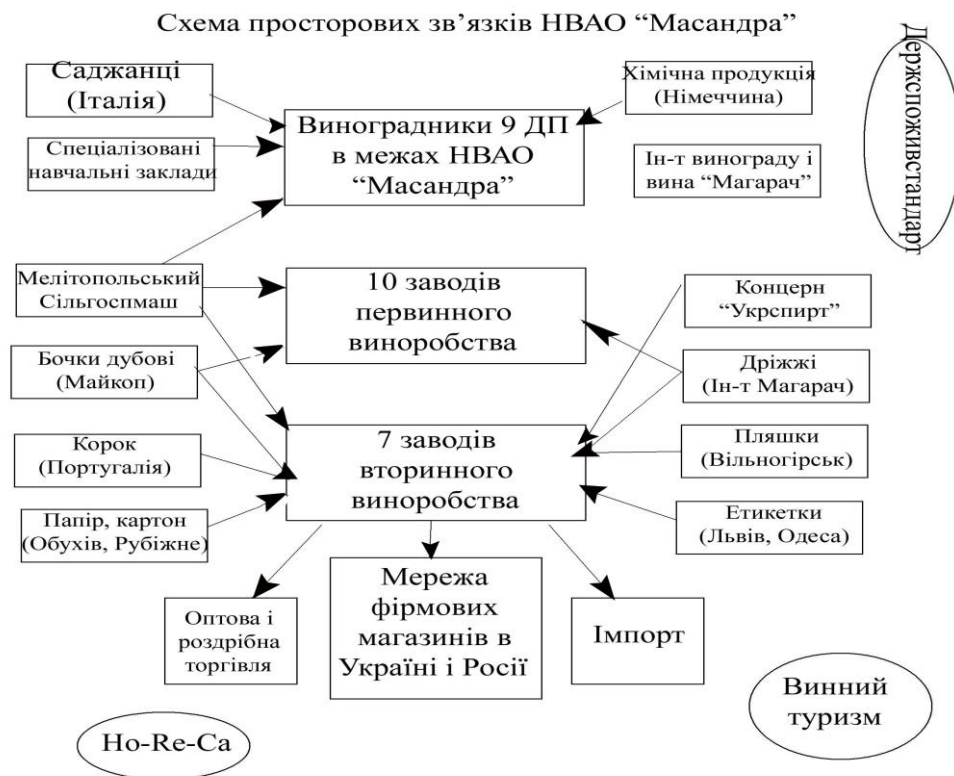 Схема просторових зв’язків НВАО “Масандра”
Саджанці
(Італія)
Хімічна продукція
(Німеччина)
Держспоживстандарт
Виноградники 9 ДП
в межах НВАО
“Масандра”
Спеціалізовані
навчальні заклади
Ін-т винограду і
вина “Магарач”
Мелітопольський
Сільгоспмаш
10 заводів
первинного
виноробства
Концерн
“Укрспирт”
Бочки дубові
(Майкоп)
Дріжжі
(Ін-т Магарач)
Корок
(Португалія)
7 заводів
вторинного
виноробства
Пляшки
(Вільногірськ)
Папір, картон
(Обухів, Рубіжне)
Етикетки
(Львів, Одеса)
Оптова і
роздрібна
торгівля
Мережа
фірмових
магазинів в
Україні і Росії
Імпорт
Винний
туризм
Ho-Re-Ca